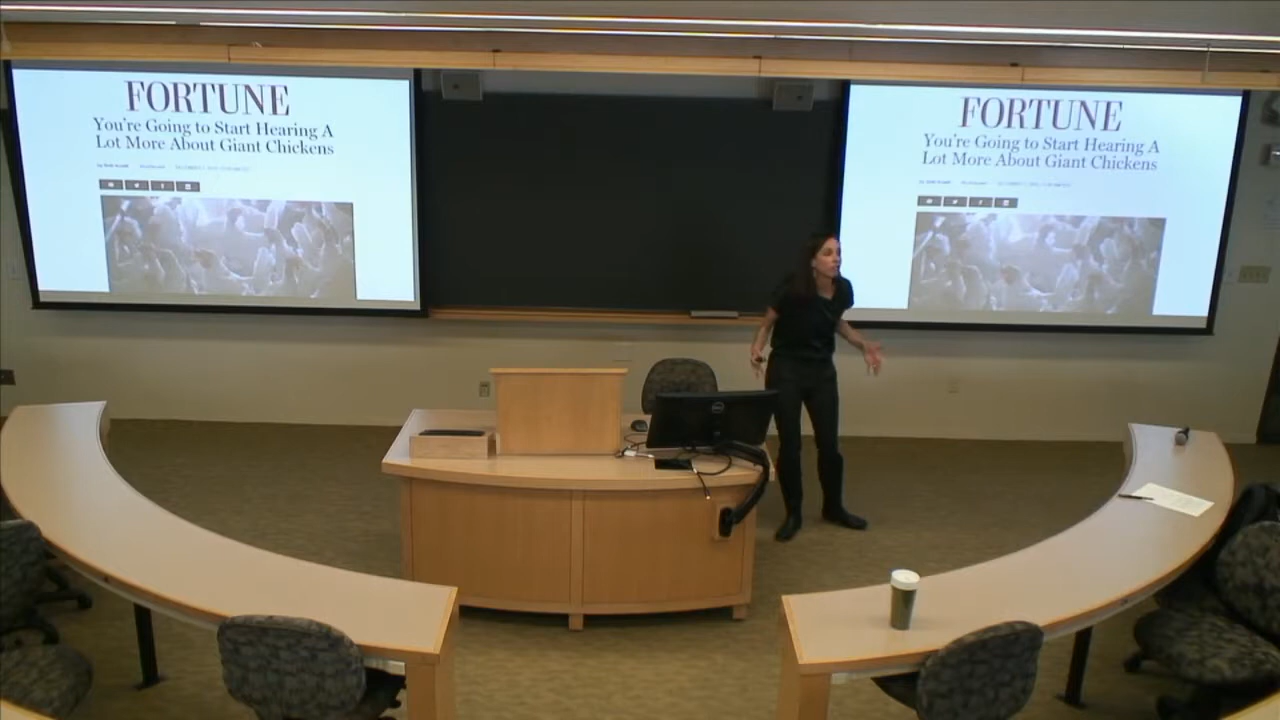 FORTUNE
You're Going to Start Hearing A
Lot More About Giant Chickens
FORTUNE
You're Going to Start Hearing A
Lot More About Giant Chickens
DELL